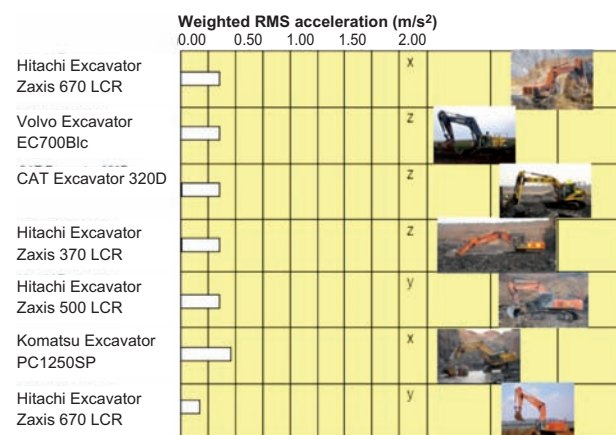 Weighted RMS acceleration (m/s²)
0.00 0.50 1.00 1.50 2.00
Hitachi Excavator
Zaxis 670 LCR
x
Volvo Excavator
EC700Blc
z
CAT Excavator 320D
z
Hitachi Excavator
Zaxis 370 LCR
z
Hitachi Excavator
Zaxis 500 LCR
y
Komatsu Excavator
PC1250SP
x
Hitachi Excavator
Zaxis 670 LCR
y